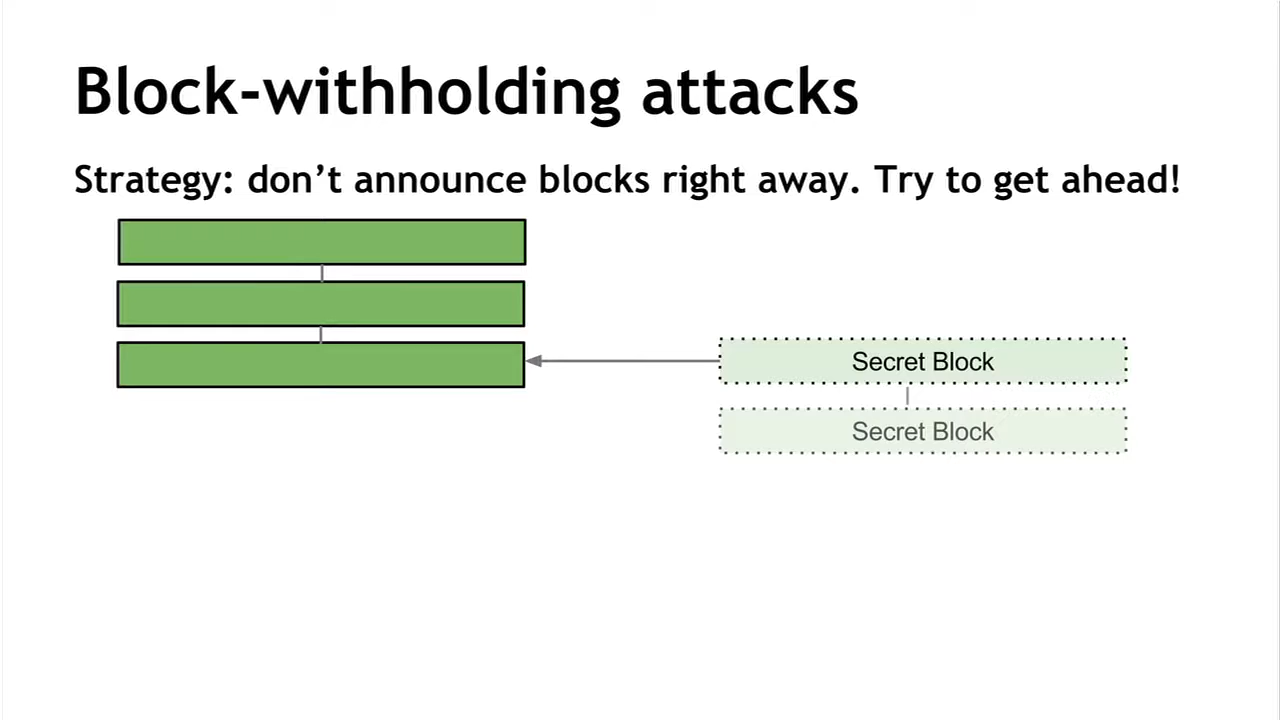 Block-withholding attacks
Strategy: don’t announce blocks right away. Try to get ahead!
Secret Block
Secret Block